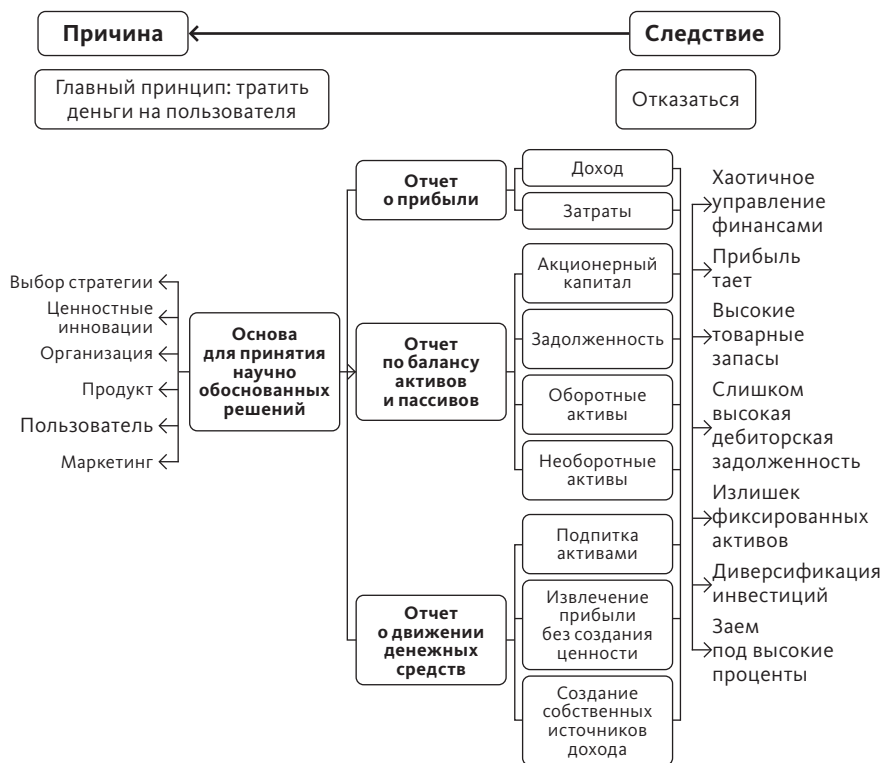 Причина
Следствие
Главный принцип: тратить
деньги на пользователя
Отказаться
Выбор стратегии
Ценностные
инновации
Организация
Продукт
Пользователь
Маркетинг
Основа
для принятия
научно
обоснованных
решений
Отчет
о прибыли
Отчет
по балансу
активов
и пассивов
Отчет
о движении
денежных
средств
Доход
Затраты
Акционерный
капитал
Задолженность
Оборотные
активы
Необоротные
активы
Подпитка
активами
Извлечение
прибыли
без создания
ценности
Создание
собственных
источников
дохода
Хаотичное
управление
финансами
Прибыль
тает
Высокие
товарные
запасы
Слишком
высокая
дебиторская
задолженность
Излишек
фиксированных
активов
Диверсификация
инвестиций
Заем
под высокие
проценты